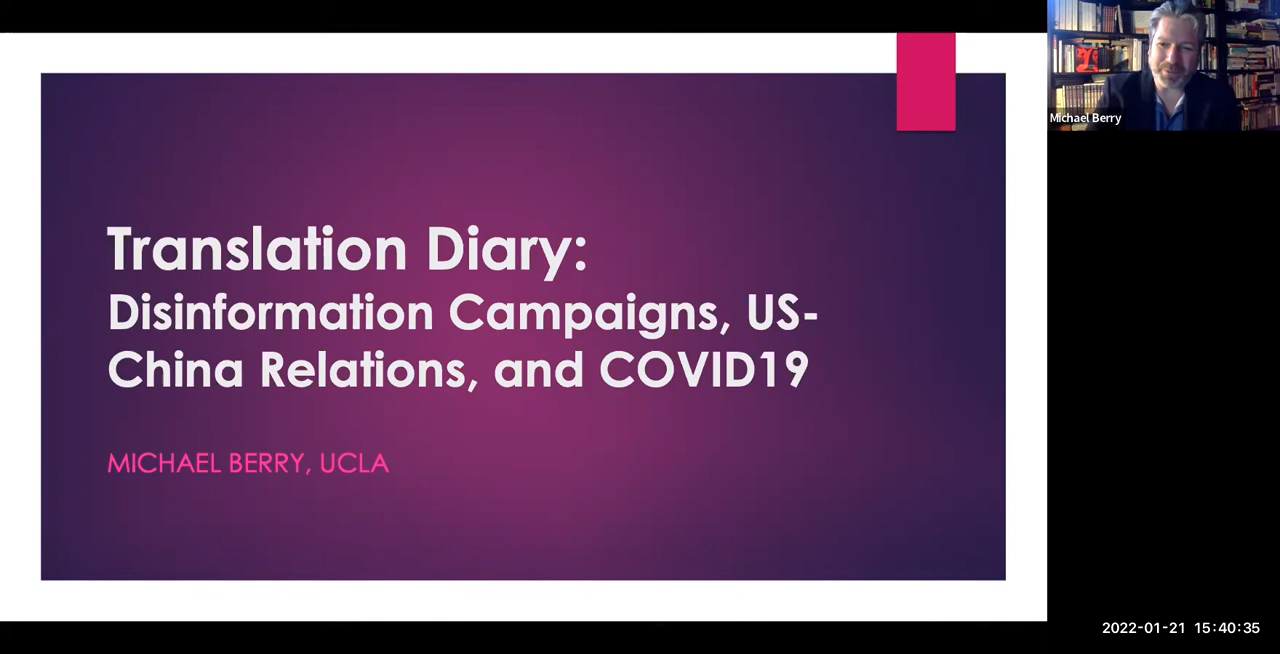 Translation Diary:
Disinformation Campaigns, US-
China Relations, and COVID19
MICHAEL BERRY, UCLA
Michael Berry
2022-01-21 15:40:35